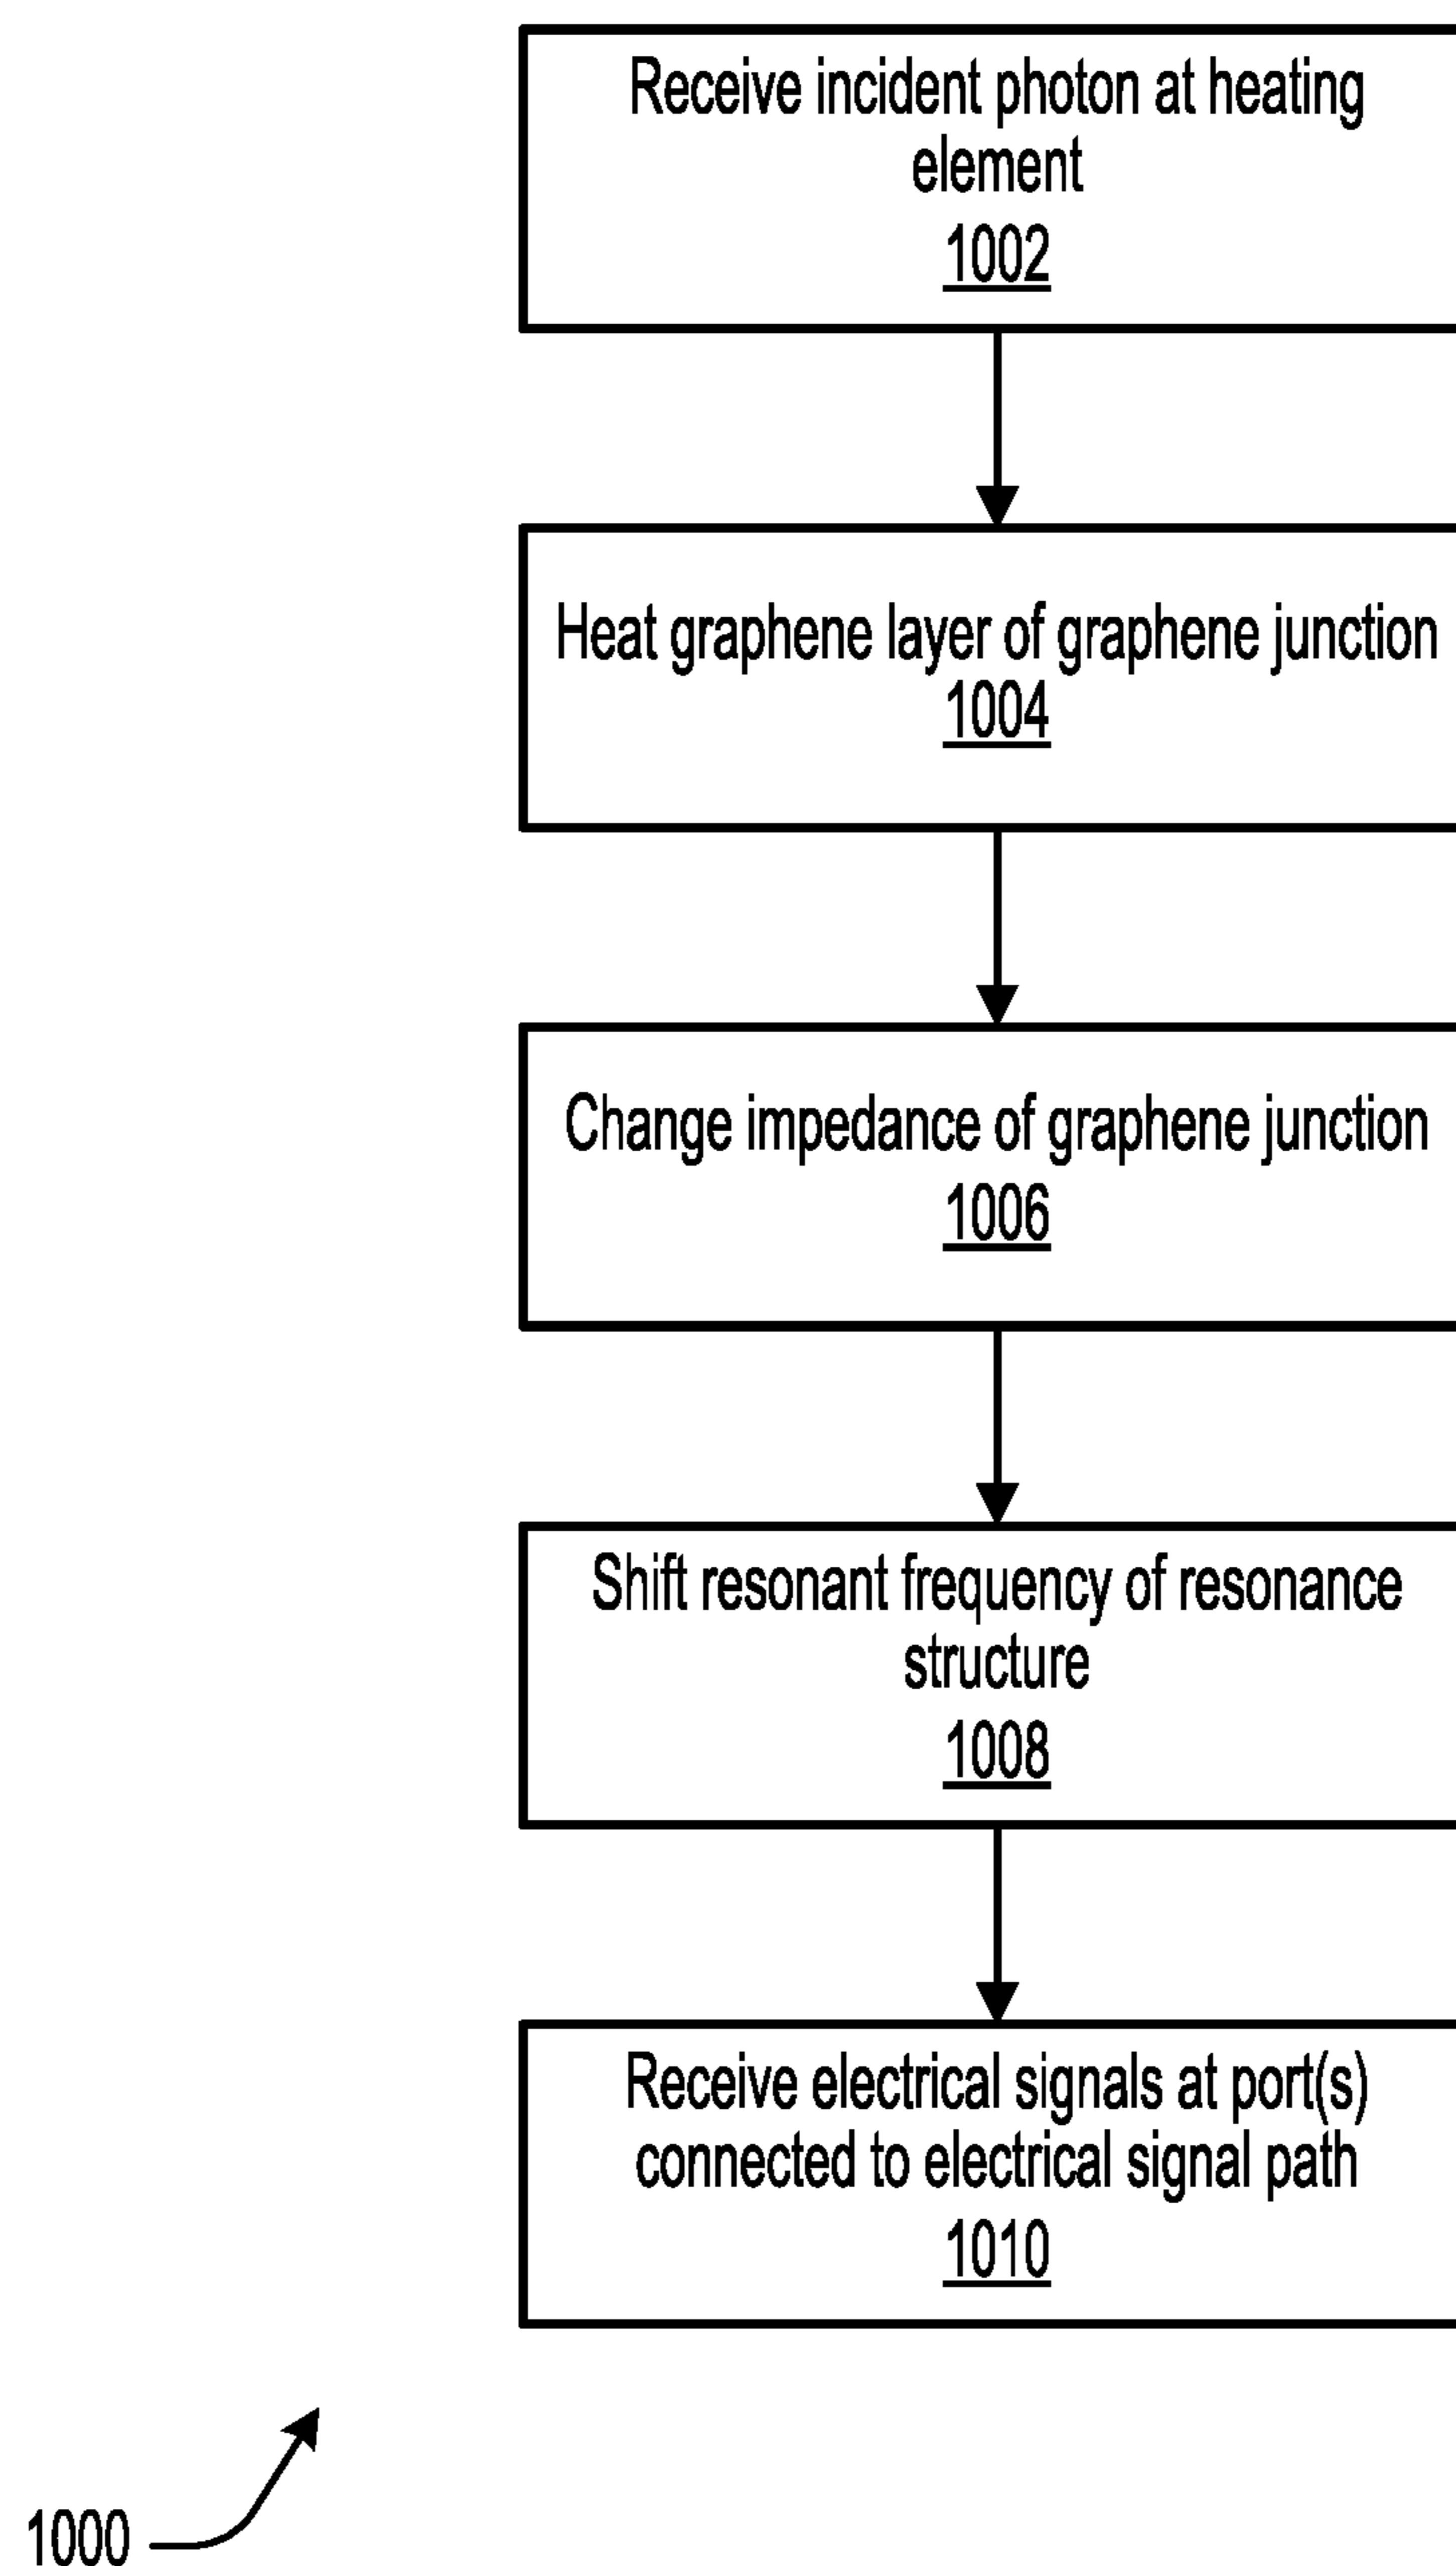 Receive incident photon at heating
element
1002
Heat graphene layer of graphene junction
1004
Change impedance of graphene junction
1006
Shift resonant frequency of resonance
structure
1008
Receive electrical signals at port(s)
connected to electrical signal path
1010
1000